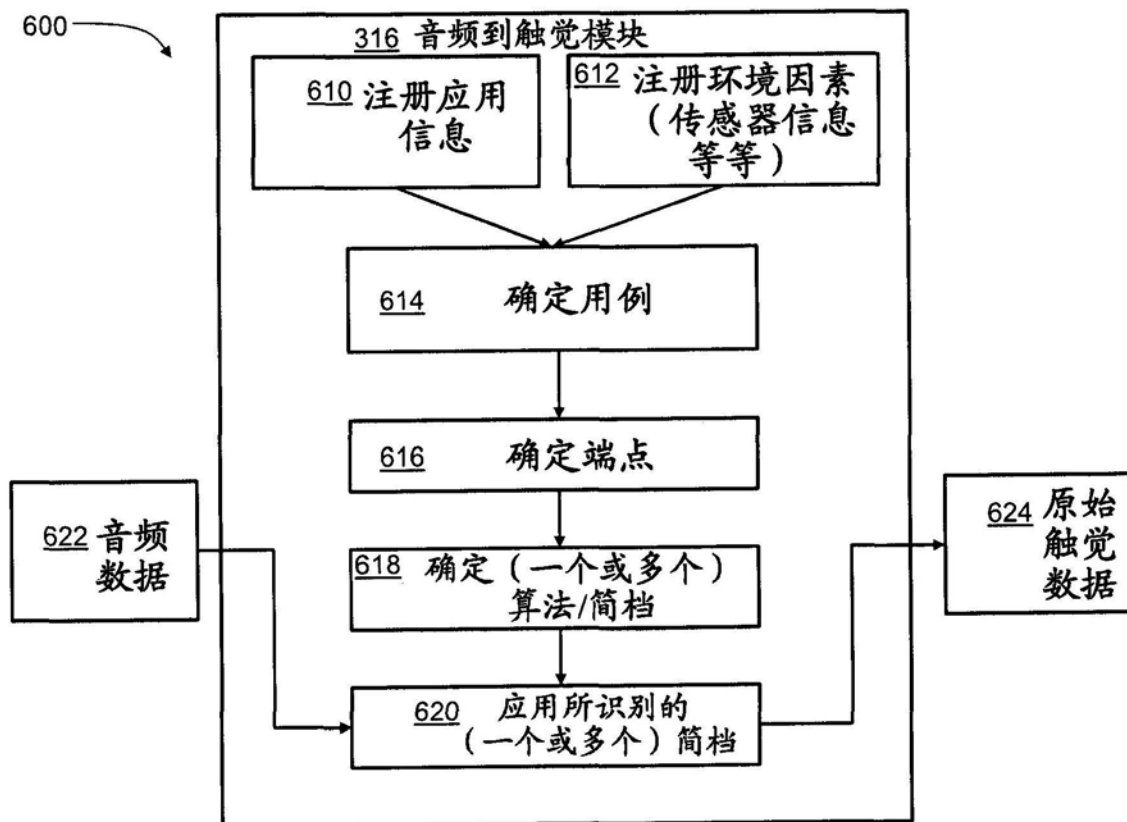 600
316 音频到触觉模块
610 注册应用
信息
612 注册环境因素
(传感器信息
等等)
614 确定用例
616 确定端点
622 音频
数据
618 确定(一个或多个)
算法/简档
620 应用所识别的
(一个或多个)简档
624 原始
触觉
数据